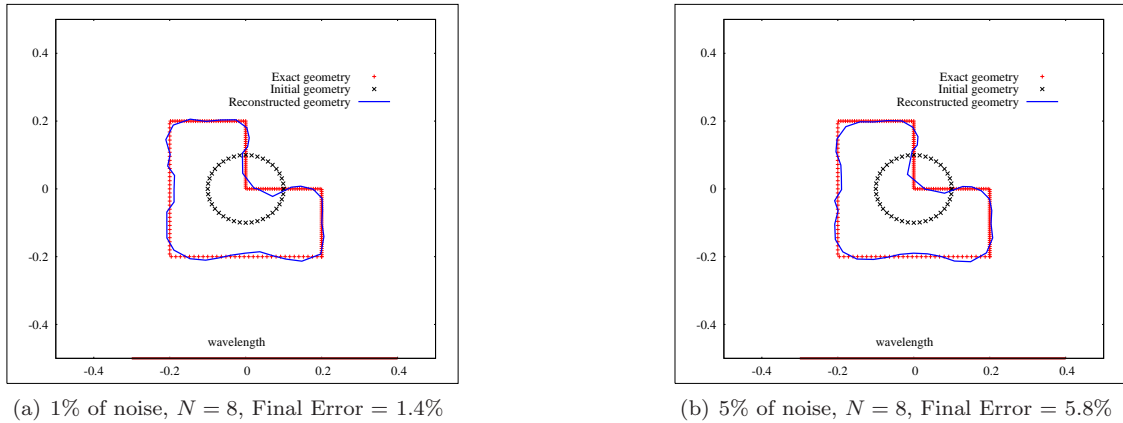 0.4
Exact geometry
Initial geometry
Reconstructed geometry
0.2
0
-0.2
-0.4
wavelength
-0.4 -0.2 0 0.2 0.4
(a) 1% of noise, N = 8, Final Error = 1.4%
0.4
Exact geometry
Initial geometry
Reconstructed geometry
0.2
0
-0.2
-0.4
wavelength
-0.4 -0.2 0 0.2 0.4
(b) 5% of noise, N = 8, Final Error = 5.8%